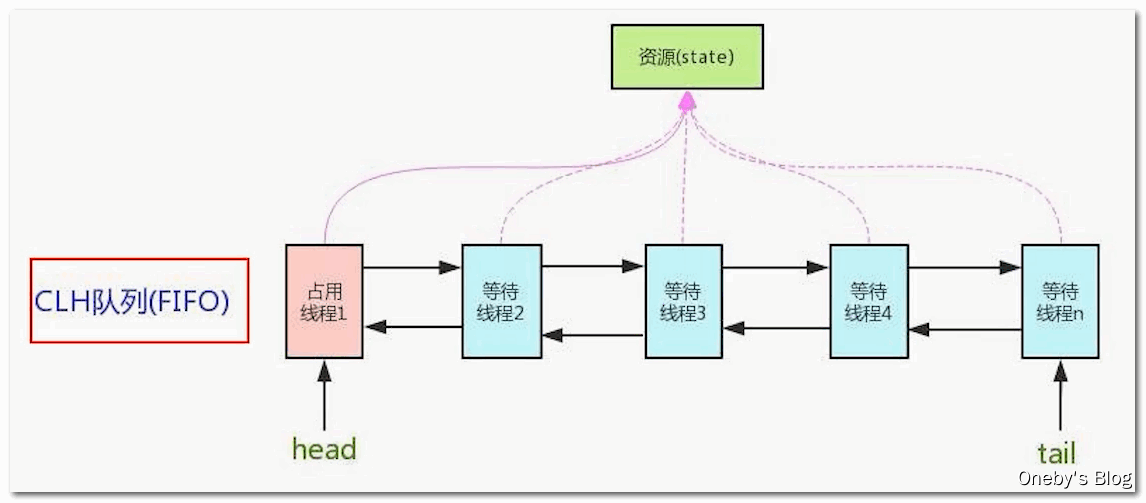 资源(state)
CLH队列(FIFO)
占用
线程1
等待
线程2
等待
线程3
等待
线程4
等待
线程n
head
tail
Oneby's Blog